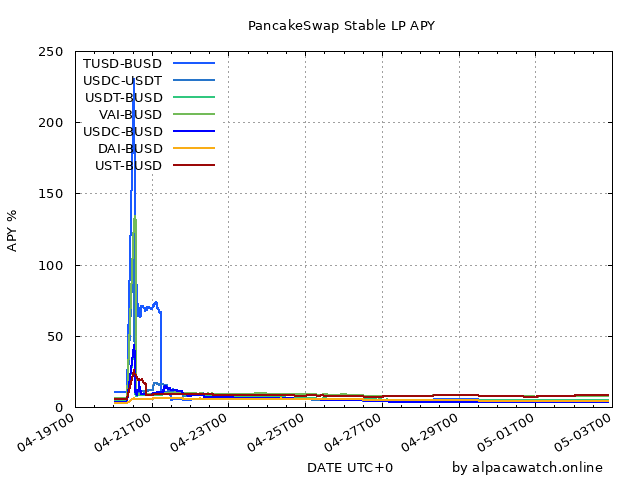 PancakeSwap Stable LP APY
250
200
150
100
50
0
APY %
TUSD-BUSD
USDC-USDT
USDT-BUSD
VAI-BUSD
USDC-BUSD
DAI-BUSD
UST-BUSD
04-19T00
04-21T00
04-23T00
04-25T00
04-27T00
04-29T00
05-01T00
05-03T00
DATE UTC+0
by alpacawatch.online